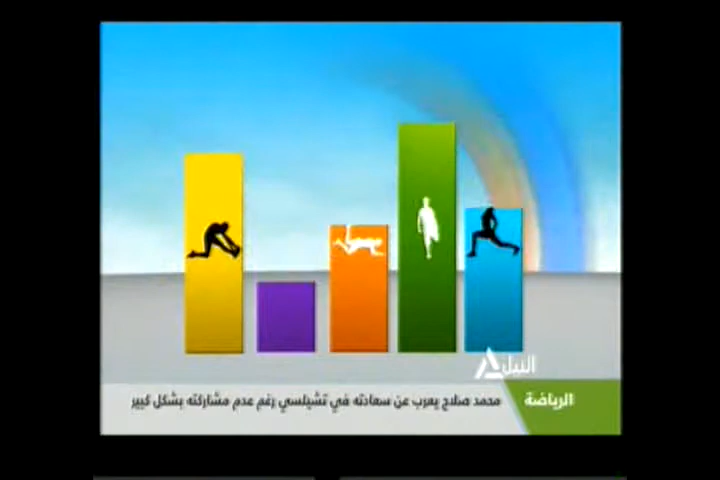 النيل
الرياضة
محمد صلاح يعرب عن سعادته في تشيلسي رغم عدم مشاركته بشكل كبير